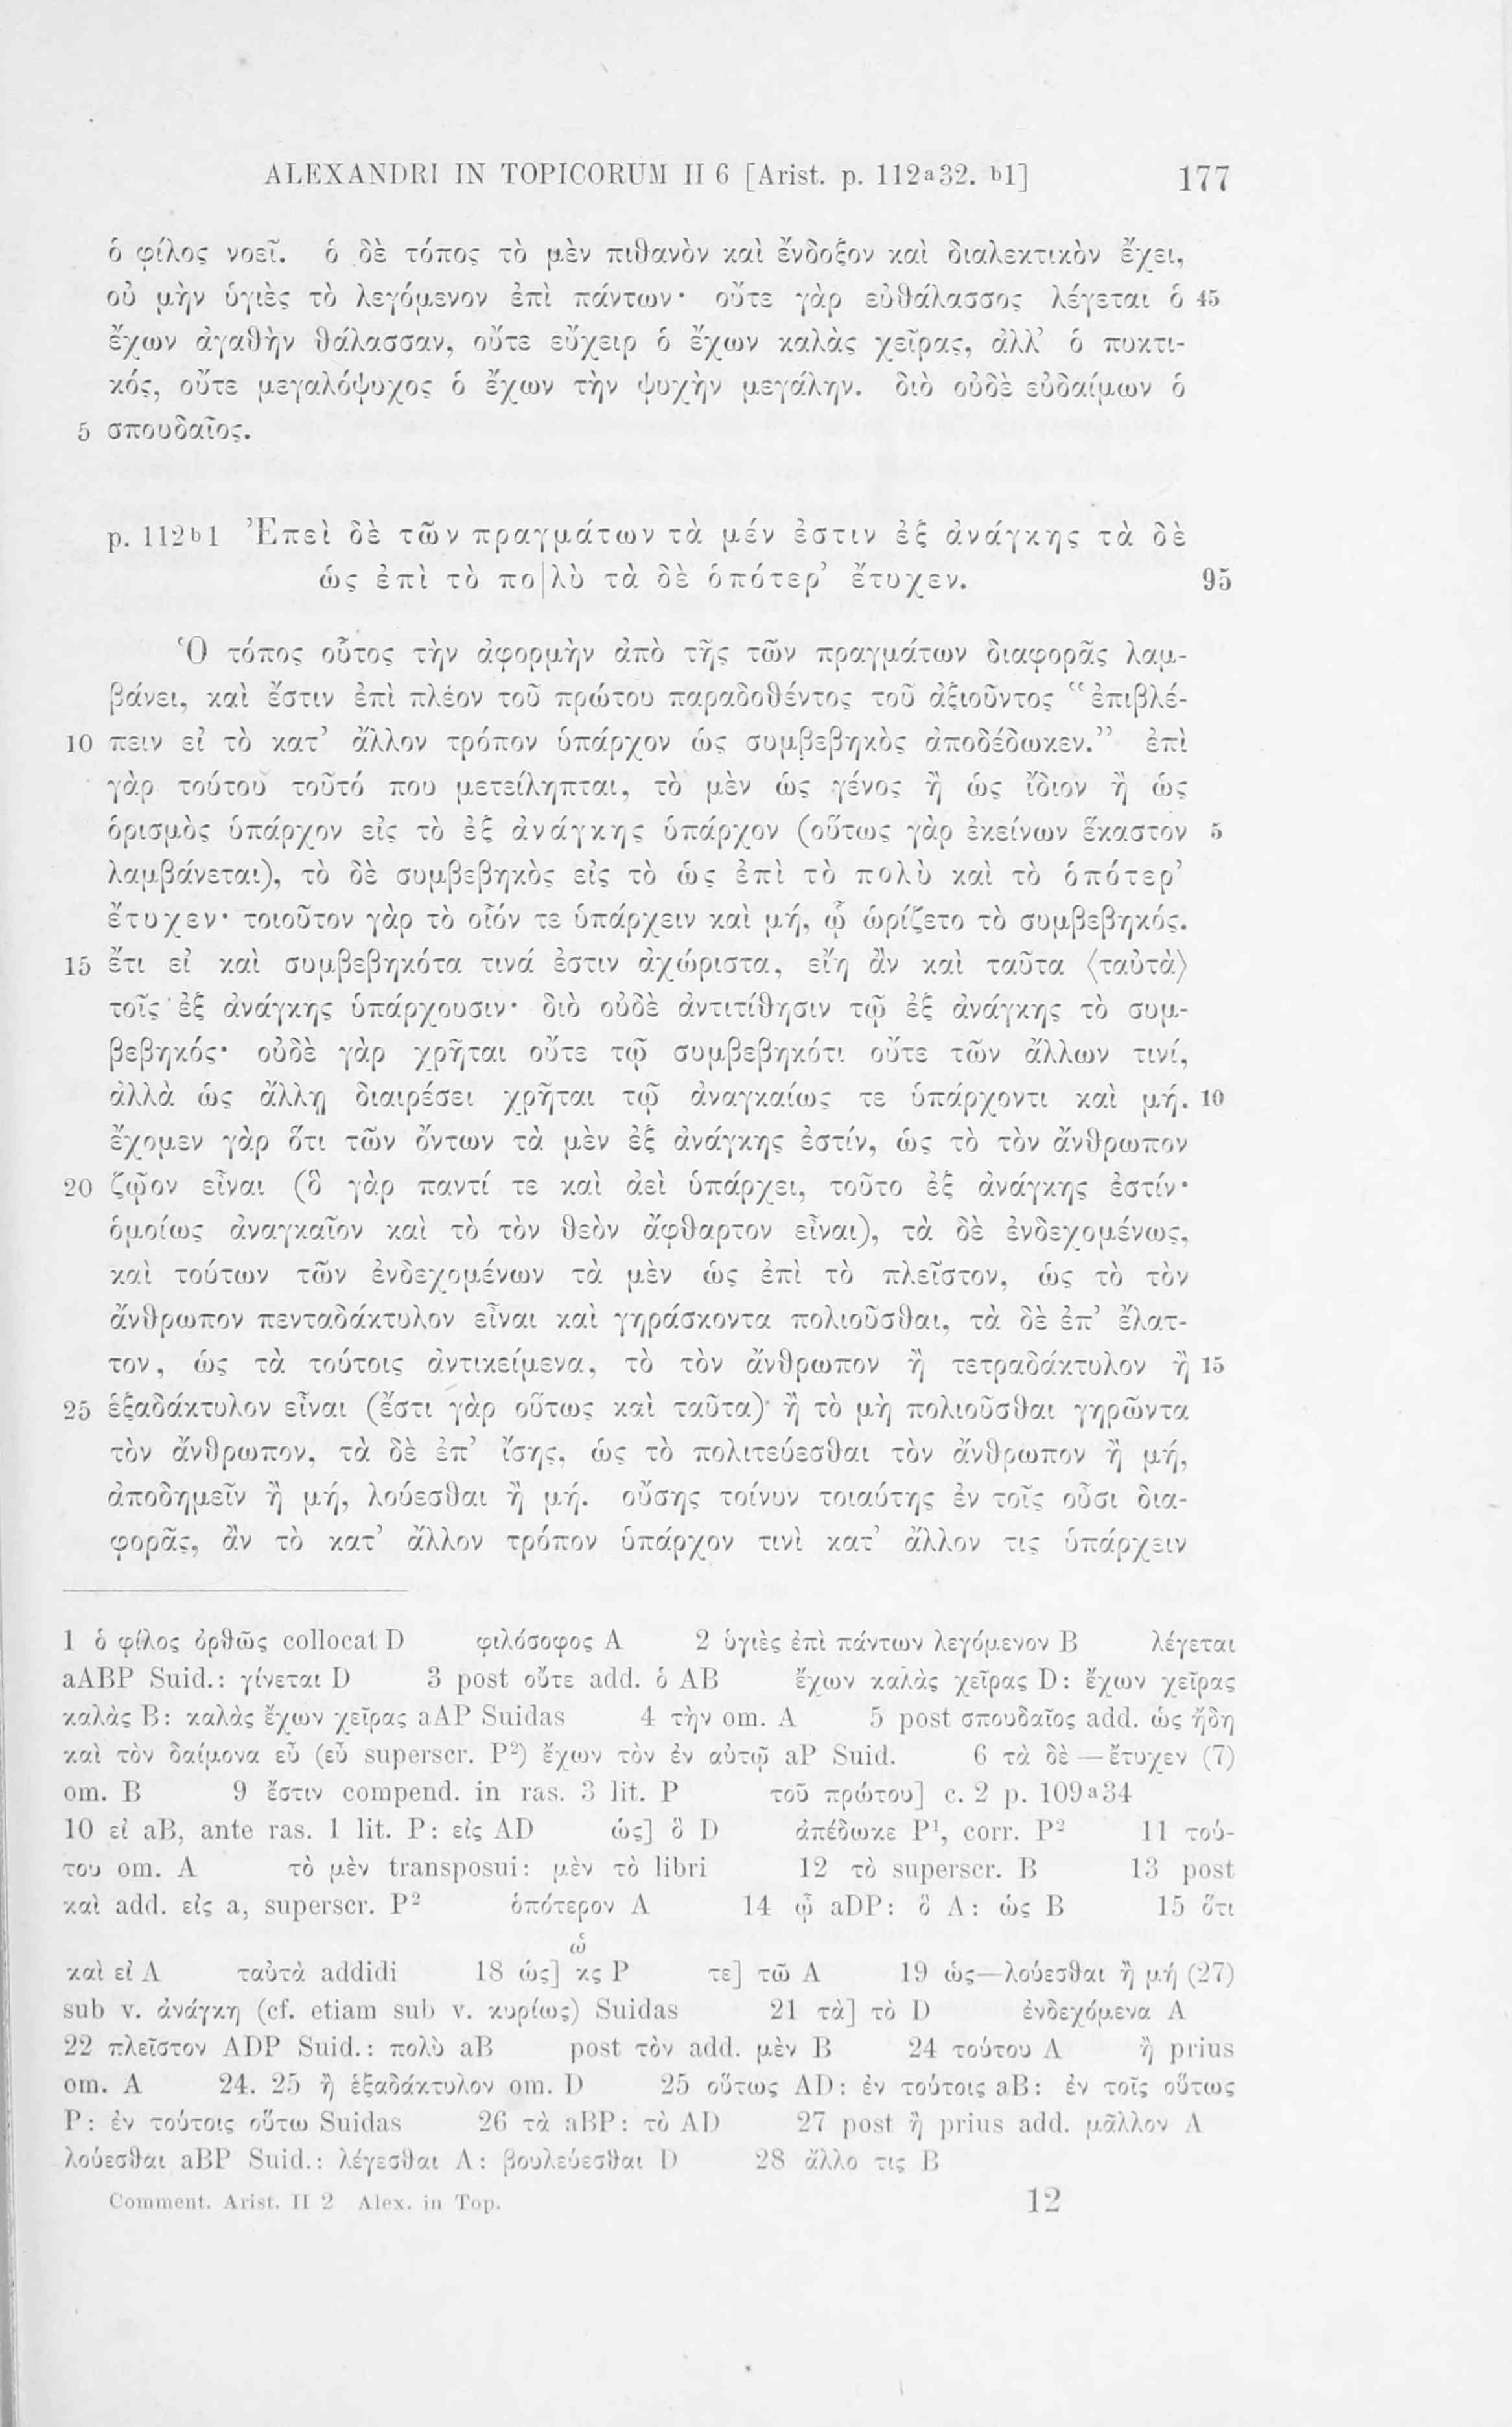 ALEXANDRI IN TOPICORUM II 6 [Arist. p. 112a32. b1] 177
ὁ φίλος νοεῖ. ὁ δὲ τόπος τὸ μὲν πιθανὸν καὶ ἔνδοξον καὶ διαλεκτικὸν ἔχει,
οὐ μὴν ὑγιὲς τὸ λεγόμενον ἐπὶ πάντων· οὔτε γὰρ εὐθάλασσος λέγεται ὁ 45
ἔχων ἀγαθὴν θάλασσαν, οὔτε εὔχειρ ὁ ἔχων καλὰς χεῖρας, ἀλλ’ ὁ πυκτι-
κός, οὔτε μεγαλόψυχος ὁ ἔχων τὴν ψυχὴν μεγάλην. διὸ οὐδὲ εὐδαίμων ὁ
5 σπουδαῖος.
p. 112b1 Ἐπεὶ δὲ τῶν πραγμάτων τὰ μέν ἐστιν ἐξ ἀνάγκης τὰ δὲ
ὡς ἐπὶ τὸ πο|λὺ τὰ δὲ ὁπότερ’ ἔτυχεν. 95
Ὁ τόπος οὗτος τὴν ἀφορμὴν ἀπὸ τῆς τῶν πραγμάτων διαφορᾶς λαμ-
βάνει, καὶ ἔστιν ἐπὶ πλέον τοῦ πρώτου παραδοθέντος τοῦ ἀξιοῦντος “ἐπιβλέ-
10 πειν εἰ τὸ κατ’ ἄλλον τρόπον ὑπάρχον ὡς συμβεβηκὸς ἀποδέδωκεν.” ἐπὶ
γὰρ τούτου τοῦτό που μετείληπται, τὸ μὲν ὡς γένος ἢ ὡς ἴδιον ἢ ὡς
ὁρισμὸς ὑπάρχον εἰς τὸ ἐξ ἀνάγκης ὑπάρχον (οὕτως γὰρ ἐκείνων ἕκαστον 5
λαμβάνεται), τὸ δὲ συμβεβηκὸς εἰς τὸ ὡς ἐπὶ τὸ πολὺ καὶ τὸ ὁπότερ’
ἔτυχεν· τοιοῦτον γὰρ τὸ οἷόν τε ὑπάρχειν καὶ μή, ᾧ ὡρίζετο τὸ συμβεβηκός.
15 ἔτι εἰ καὶ συμβεβηκότα τινά ἐστιν ἀχώριστα, εἴη ἂν καὶ ταῦτα ⟨ταὐτὰ⟩
τοῖς ἐξ ἀνάγκης ὑπάρχουσιν· διὸ οὐδὲ ἀντιτίθησιν τῷ ἐξ ἀνάγκης τὸ συμ-
βεβηκός· οὐδὲ γὰρ χρῆται οὔτε τῷ συμβεβηκότι οὔτε τῶν ἄλλων τινί,
ἀλλὰ ὡς ἄλλῃ διαιρέσει χρῆται τῷ ἀναγκαίως τε ὑπάρχοντι καὶ μή. 10
ἔχομεν γὰρ ὅτι τῶν ὄντων τὰ μὲν ἐξ ἀνάγκης ἐστίν, ὡς τὸ τὸν ἄνθρωπον
20 ζῷον εἶναι (ὃ γὰρ παντί τε καὶ ἀεὶ ὑπάρχει, τοῦτο ἐξ ἀνάγκης ἐστίν·
ὁμοίως ἀναγκαῖον καὶ τὸ τὸν θεὸν ἄφθαρτον εἶναι), τὰ δὲ ἐνδεχομένως,
καὶ τούτων τῶν ἐνδεχομένων τὰ μὲν ὡς ἐπὶ τὸ πλεῖστον, ὡς τὸ τὸν
ἄνθρωπον πενταδάκτυλον εἶναι καὶ γηράσκοντα πολιοῦσθαι, τὰ δὲ ἐπ’ ἔλατ-
τον, ὡς τὰ τούτοις ἀντικείμενα, τὸ τὸν ἄνθρωπον ἢ τετραδάκτυλον ἢ 15
25 ἑξαδάκτυλον εἶναι (ἔστι γὰρ οὕτως καὶ ταῦτα) ἢ τὸ μὴ πολιοῦσθαι γηρῶντα
τὸν ἄνθρωπον, τὰ δὲ ἐπ’ ἴσης, ὡς τὸ πολιτεύεσθαι τὸν ἄνθρωπον ἢ μή,
ἀποδημεῖν ἢ μή, λούεσθαι ἢ μή. οὔσης τοίνυν τοιαύτης ἐν τοῖς οὖσι δια-
φορᾶς, ἂν τὸ κατ’ ἄλλον τρόπον ὑπάρχον τινὶ κατ’ ἄλλον τις ὑπάρχειν
1 ὁ φίλος ὀρθῶς collocat D φιλόσοφος A 2 ὑγιὲς ἐπὶ πάντων λεγόμενον B λέγεται
aABP Suid.: γίνεται D 3 post οὔτε add. ὁ AB ἔχων καλὰς χεῖρας D: ἔχων χεῖρας
καλὰς B: καλὰς ἔχων χεῖρας aAP Suidas 4 τὴν om. A 5 post σπουδαῖος add. ὡς ἤδη
καὶ τὸν δαίμονα εὖ (εὖ superscr. P²) ἔχων τὸν ἐν αὐτῷ aP Suid. 6 τὰ δὲ — ἔτυχεν (7)
om. B 9 ἔστιν compend. in ras. 3 lit. P τοῦ πρώτου] c. 2 p. 109a34
10 εἰ aB, ante ras. 1 lit. P: εἰς AD ὡς] ὃ D ἀπέδωκε P¹, corr. P² 11 τού-
του om. A τὸ μὲν transposui: μὲν τὸ libri 12 τὸ superscr. B 13 post
καὶ add. εἰς a, superscr. P² ὁπότερον A 14 ᾧ aDP: ὃ A: ὡς B 15 ὅτι
καὶ εἰ A ταὐτὰ addidi 18 ὡς] κς P τε] τῶ A 19 ὡς—λούεσθαι ἢ μή (27)
sub v. ἀνάγκη (cf. etiam sub v. κυρίως) Suidas 21 τὰ] τὸ D ἐνδεχόμενα A
22 πλεῖστον ADP Suid.: πολὺ aB post τὸν add. μὲν B 24 τούτου A ἢ prius
om. A 24. 25 ἢ ἑξαδάκτυλον om. D 25 οὕτως AD: ἐν τούτοις aB: ἐν τοῖς οὕτως
P: ἐν τούτοις οὕτω Suidas 26 τὰ aBP: τὸ AD 27 post ἢ prius add. μᾶλλον A
λούεσθαι aBP Suid.: λέγεσθαι A: βουλεύεσθαι D 28 ἄλλο τις B
Comment. Arist. II 2 Alex. in Top. 12